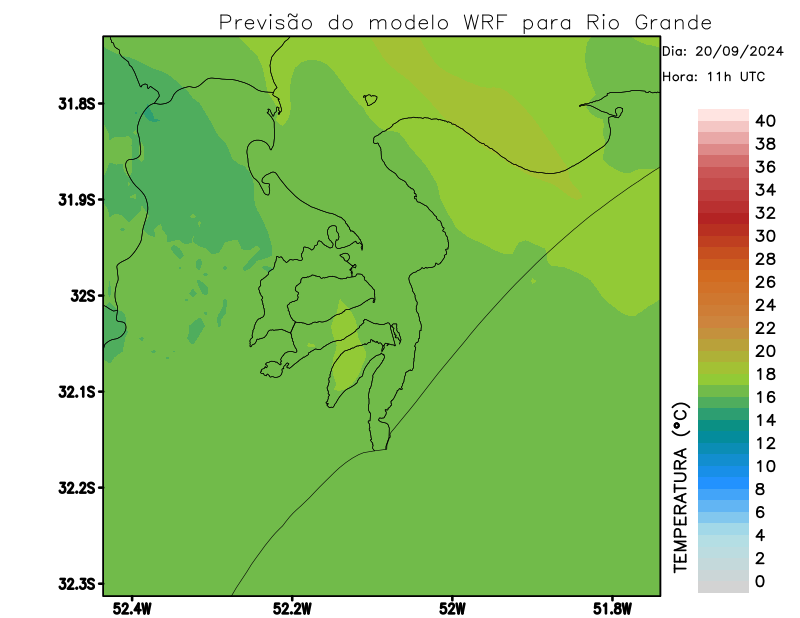 Previsão do modelo WRF para Rio Grande
Dia: 20/09/2024
Hora: 11h UTC
31.8S
31.9S
32S
32.1S
32.2S
32.3S
52.4W
52.2W
52W
51.8W
TEMPERATURA (°C)
40
38
36
34
32
30
28
26
24
22
20
18
16
14
12
10
8
6
4
2
0